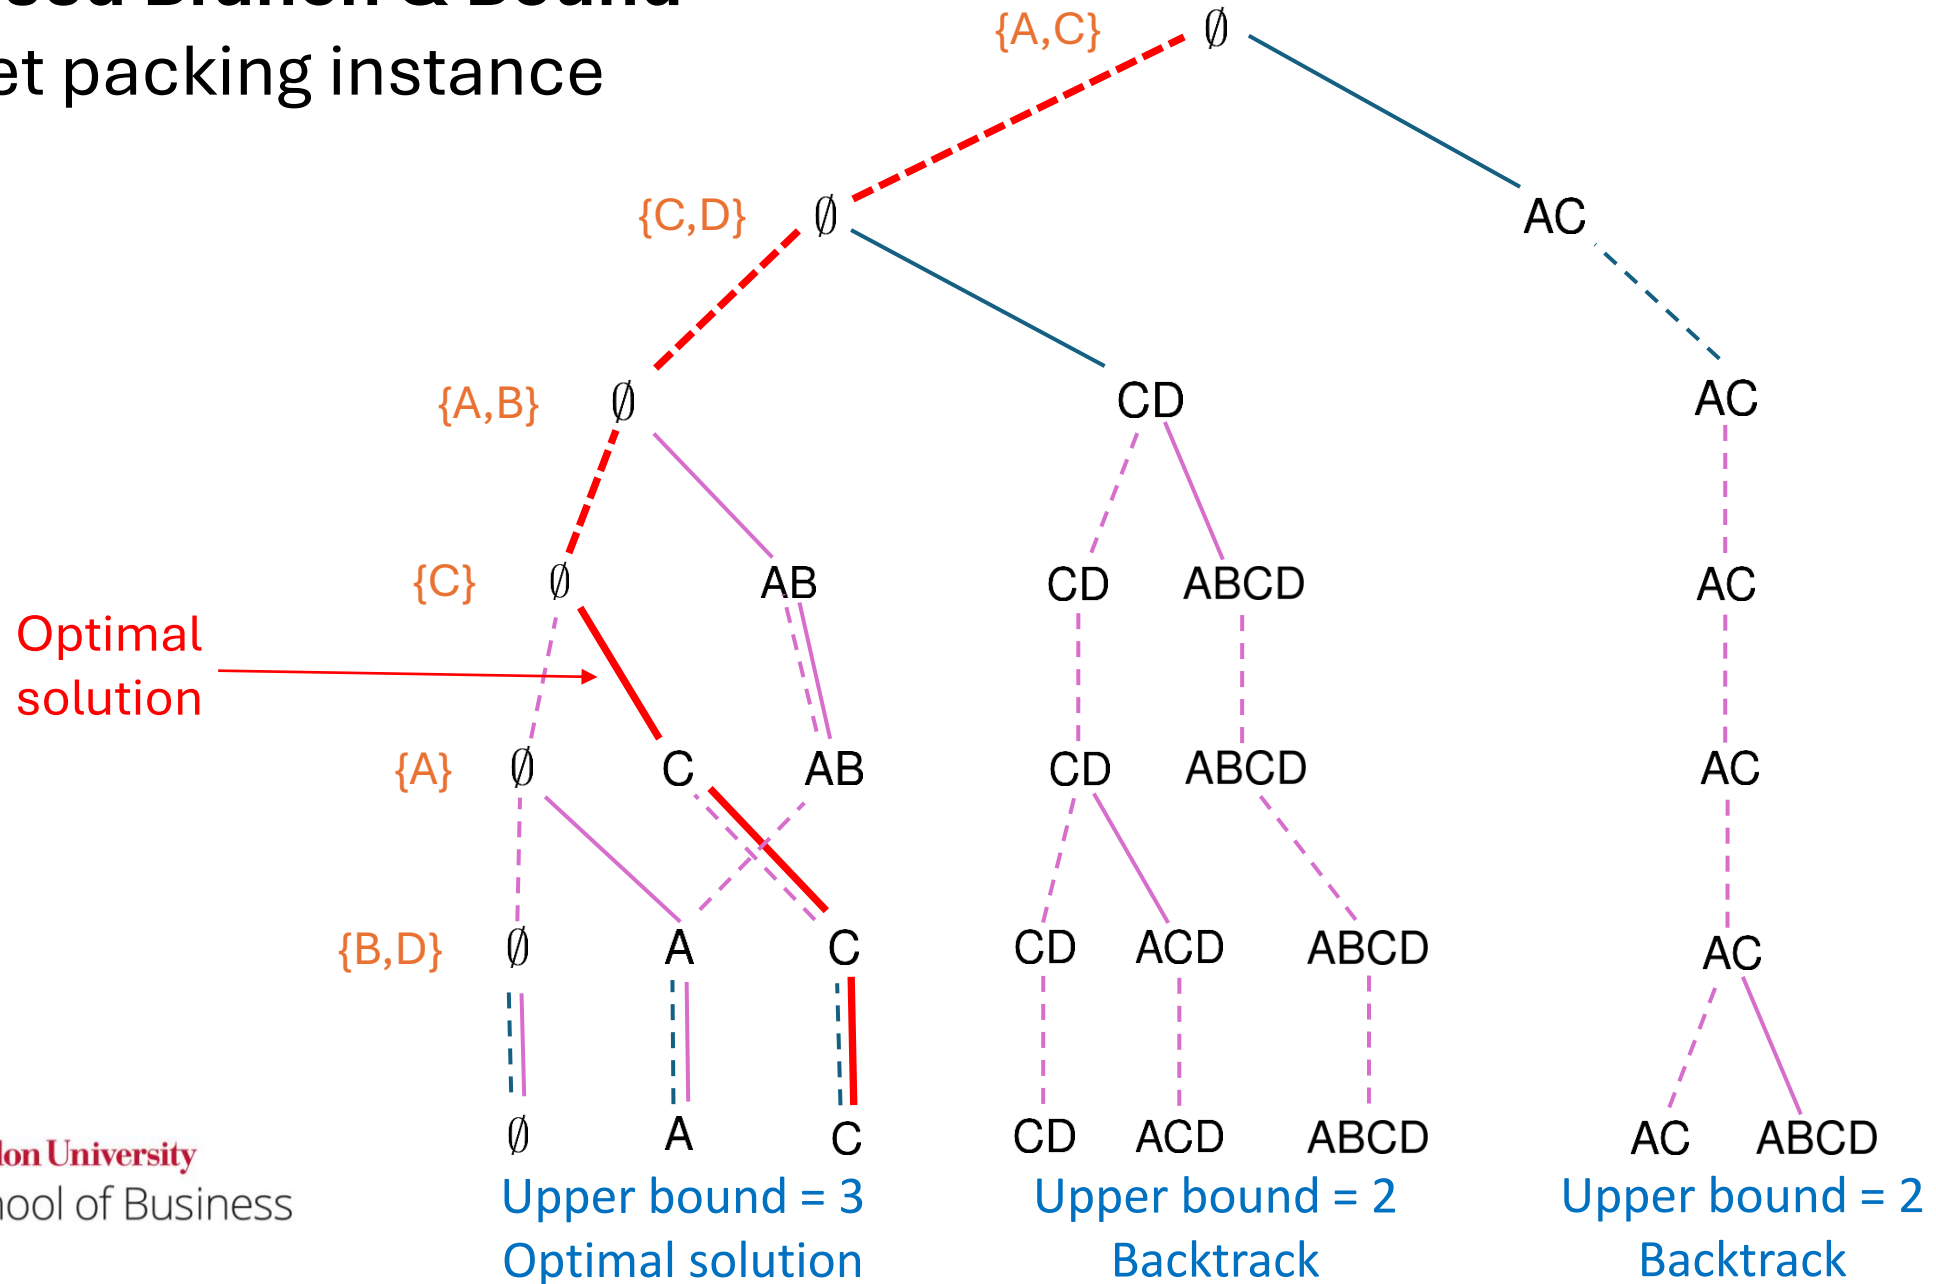 et packing instance
{A,C} ∅
{C,D} ∅ AC
{A,B} ∅ CD AC
{C} ∅ AB CD ABCD AC
Optimal
solution
{A} ∅ C AB CD ABCD AC
{B,D} ∅ A C CD ACD ABCD AC
∅ A C CD ACD ABCD AC ABCD
lon University
hool of Business
Upper bound = 3 Upper bound = 2 Upper bound = 2
Optimal solution Backtrack Backtrack